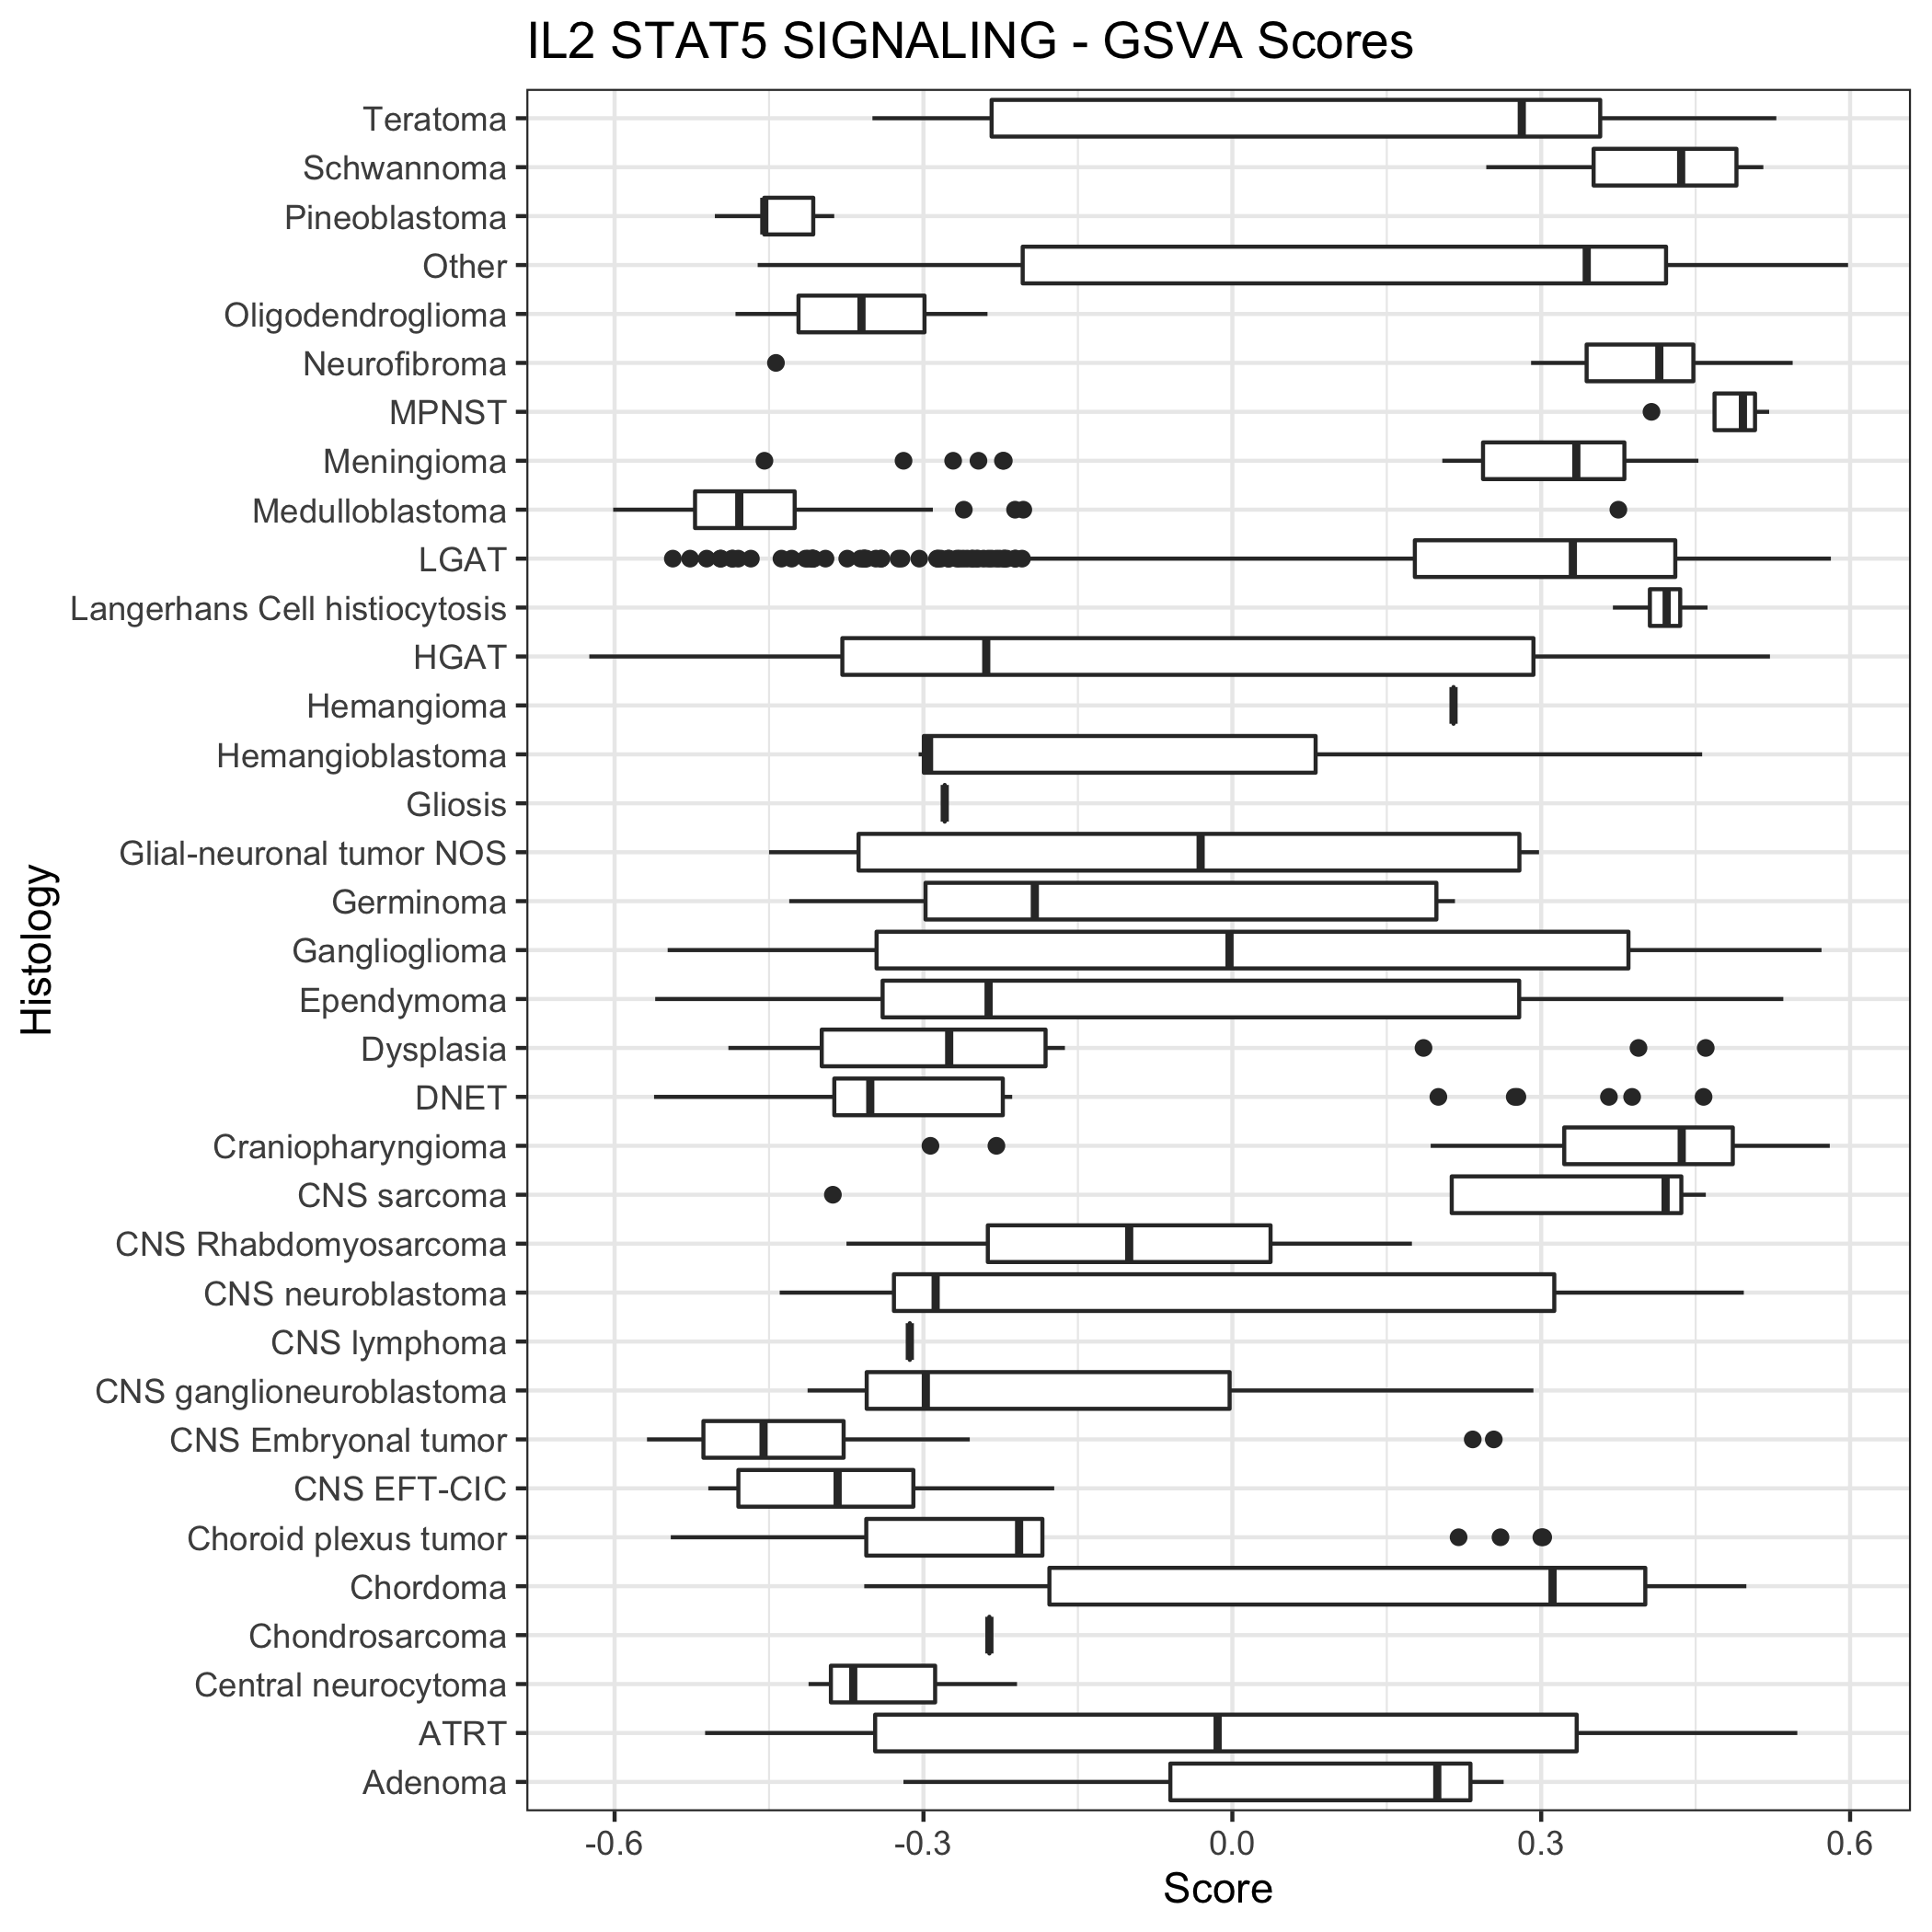 IL2 STAT5 SIGNALING - GSVA Scores
Histology
Teratoma
Schwannoma
Pineoblastoma
Other
Oligodendroglioma
Neurofibroma
MPNST
Meningioma
Medulloblastoma
LGAT
Langerhans Cell histiocytosis
HGAT
Hemangioma
Hemangioblastoma
Gliosis
Glial-neuronal tumor NOS
Germinoma
Ganglioglioma
Ependymoma
Dysplasia
DNET
Craniopharyngioma
CNS sarcoma
CNS Rhabdomyosarcoma
CNS neuroblastoma
CNS lymphoma
CNS ganglioneuroblastoma
CNS Embryonal tumor
CNS EFT-CIC
Choroid plexus tumor
Chordoma
Chondrosarcoma
Central neurocytoma
ATRT
Adenoma
-0.6 -0.3 0.0 0.3 0.6
Score